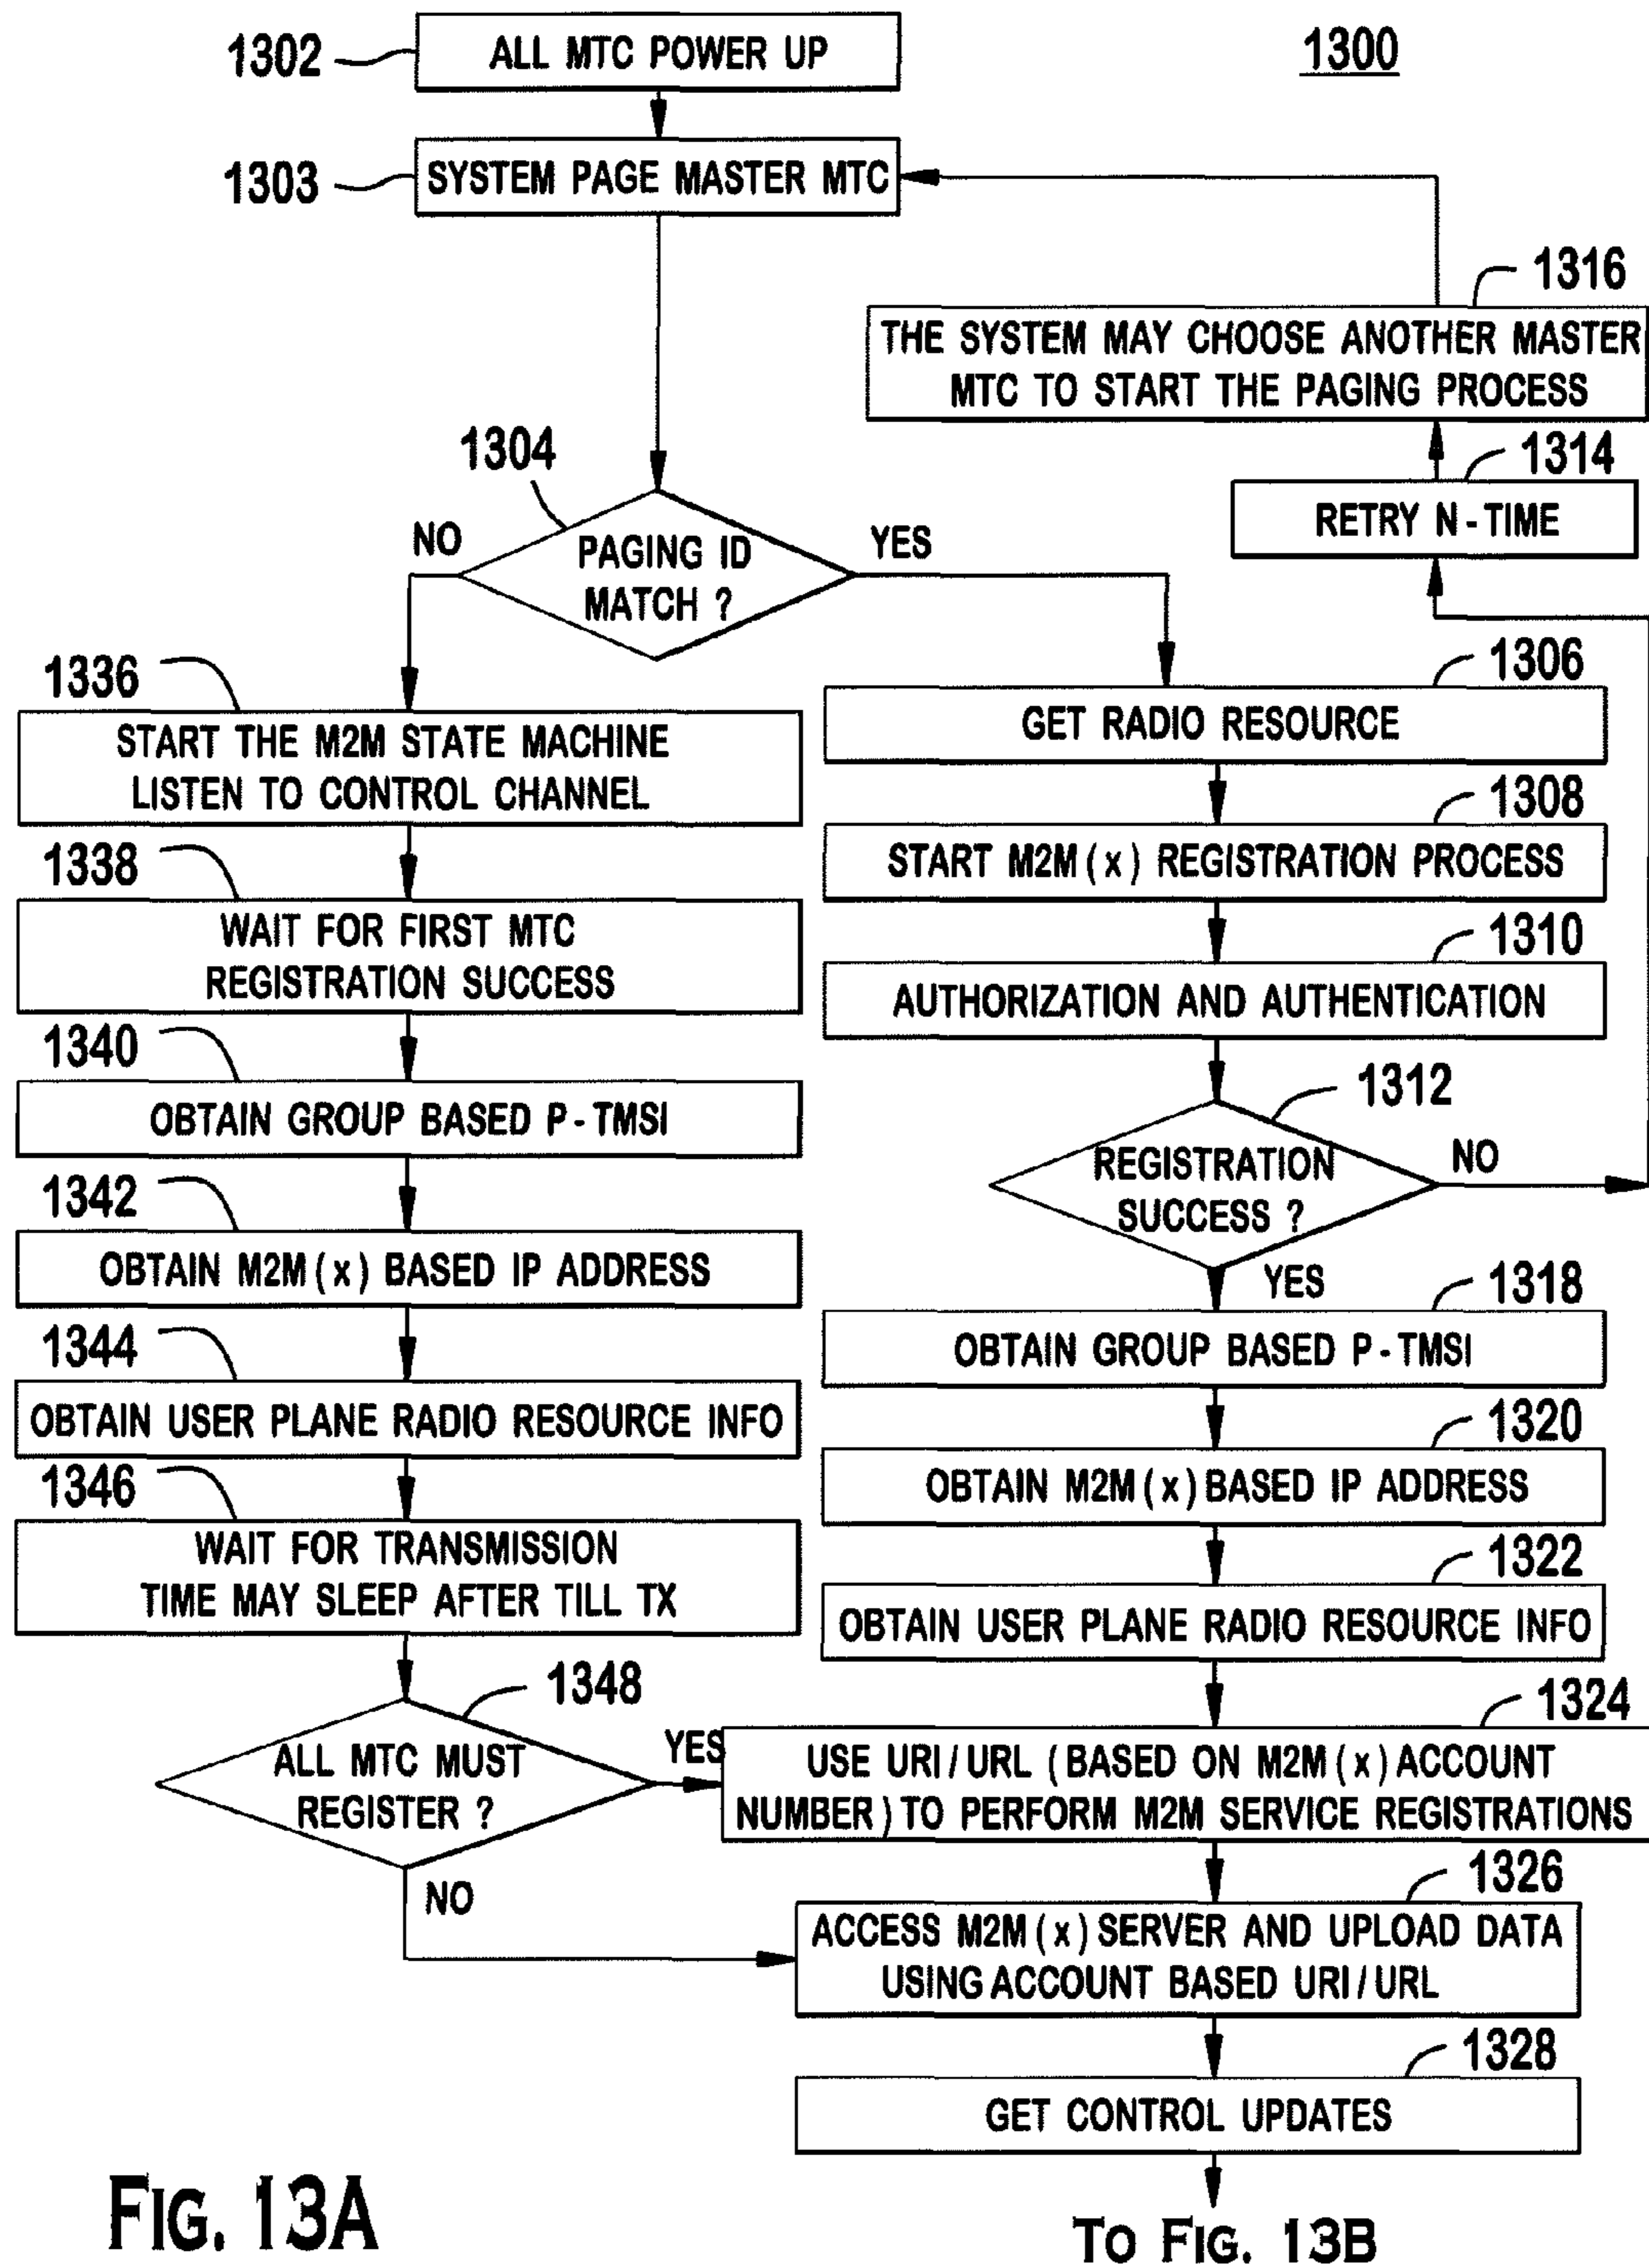 1302
ALL MTC POWER UP
1300
1303
SYSTEM PAGE MASTER MTC
1316
THE SYSTEM MAY CHOOSE ANOTHER MASTER
MTC TO START THE PAGING PROCESS
1314
RETRY N-TIME
1304
NO
PAGING ID
MATCH ?
YES
1336
START THE M2M STATE MACHINE
LISTEN TO CONTROL CHANNEL
1338
WAIT FOR FIRST MTC
REGISTRATION SUCCESS
1340
OBTAIN GROUP BASED P-TMSI
1342
OBTAIN M2M(x) BASED IP ADDRESS
1344
OBTAIN USER PLANE RADIO RESOURCE INFO
1346
WAIT FOR TRANSMISSION
TIME MAY SLEEP AFTER TILL TX
1348
ALL MTC MUST
REGISTER ?
YES
NO
1306
GET RADIO RESOURCE
1308
START M2M(x) REGISTRATION PROCESS
1310
AUTHORIZATION AND AUTHENTICATION
1312
REGISTRATION
SUCCESS ?
NO
YES
1318
OBTAIN GROUP BASED P-TMSI
1320
OBTAIN M2M(x) BASED IP ADDRESS
1322
OBTAIN USER PLANE RADIO RESOURCE INFO
1324
USE URI/URL (BASED ON M2M(x) ACCOUNT
NUMBER) TO PERFORM M2M SERVICE REGISTRATIONS
1326
ACCESS M2M(x) SERVER AND UPLOAD DATA
USING ACCOUNT BASED URI/URL
1328
GET CONTROL UPDATES
FIG. 13A
TO FIG. 13B